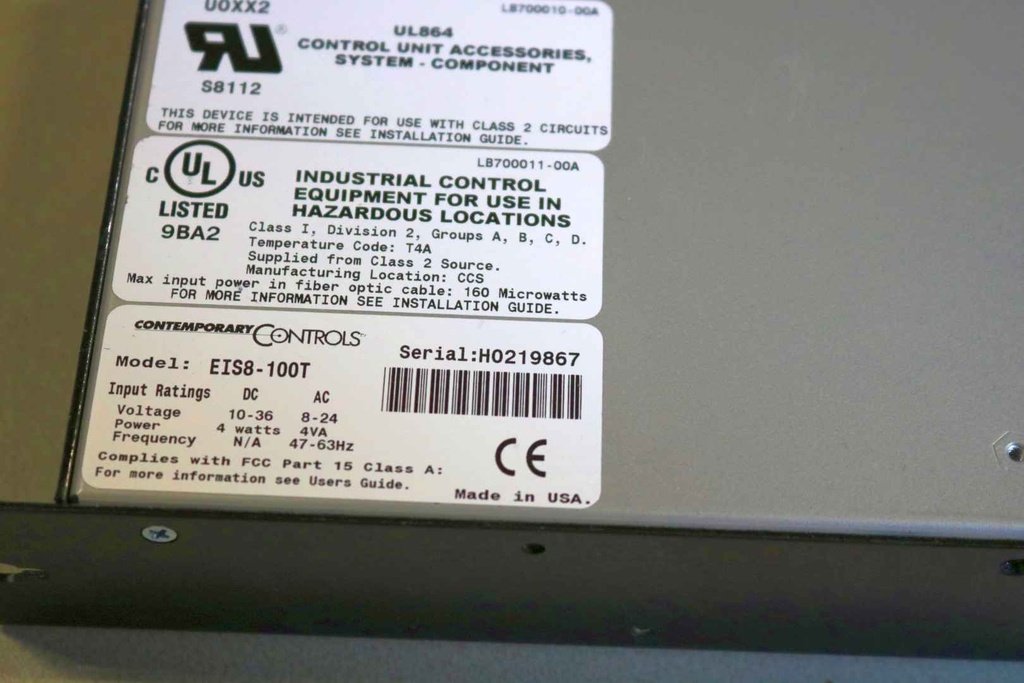 UOXX2
LB700010-00A
RU®
UL864
CONTROL UNIT ACCESSORIES,
SYSTEM - COMPONENT
S8112
THIS DEVICE IS INTENDED FOR USE WITH CLASS 2 CIRCUITS
FOR MORE INFORMATION SEE INSTALLATION GUIDE.
LB700011-00A
C UL US
LISTED
9BA2
INDUSTRIAL CONTROL
EQUIPMENT FOR USE IN
HAZARDOUS LOCATIONS
Class I, Division 2, Groups A, B, C, D.
Temperature Code: T4A
Supplied from Class 2 Source.
Manufacturing Location: CCS
Max input power in fiber optic cable: 160 Microwatts
FOR MORE INFORMATION SEE INSTALLATION GUIDE.
CONTEMPORARY CONTROLS
Model: EIS8-100T
Serial:H0219867
Input Ratings DC AC
Voltage 10-36 8-24
Power 4 watts 4VA
Frequency N/A 47-63Hz
CE
Complies with FCC Part 15 Class A:
For more information see Users Guide.
Made in USA.